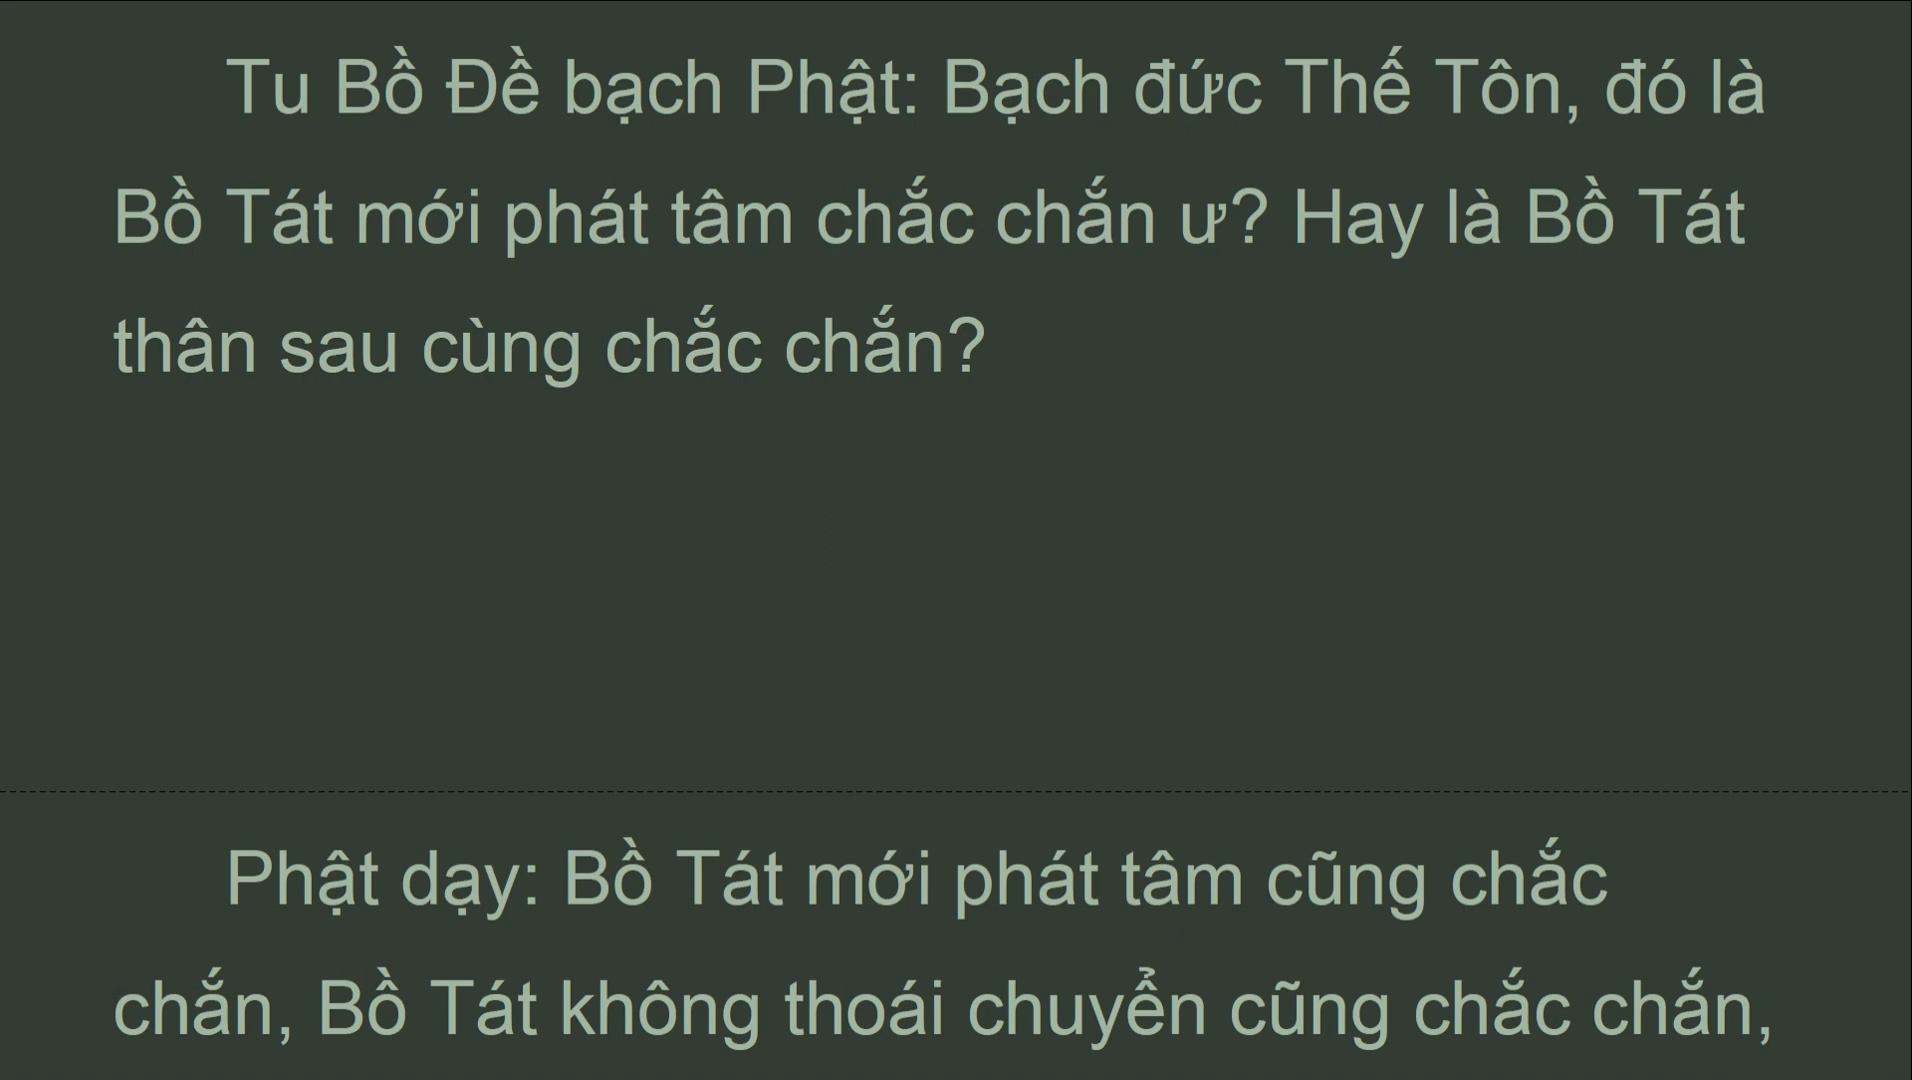 Tu Bồ Đề bạch Phật: Bạch đức Thế Tôn, đó là
Bồ Tát mới phát tâm chắc chắn ư? Hay là Bồ Tát
thân sau cùng chắc chắn?
Phật dạy: Bồ Tát mới phát tâm cũng chắc
chắn, Bồ Tát không thoái chuyển cũng chắc chắn,